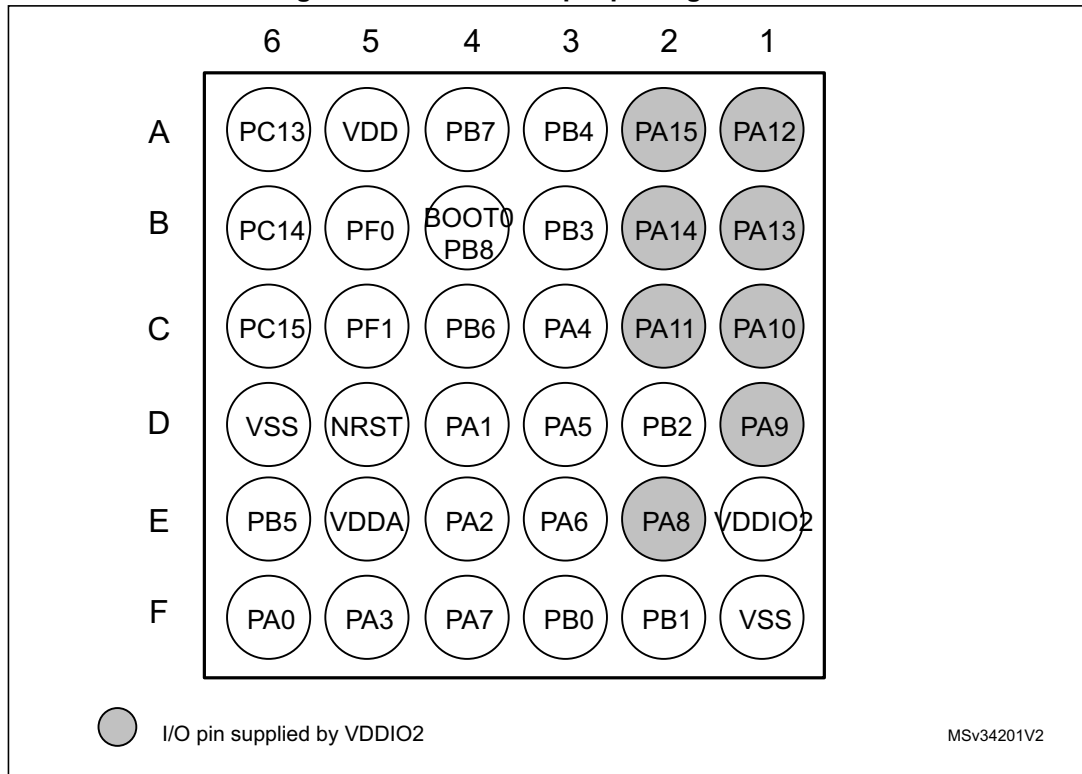 6 5 4 3 2 1
A PC13 VDD PB7 PB4 PA15 PA12
B PC14 PF0 BOOT0 PB8 PB3 PA14 PA13
C PC15 PF1 PB6 PA4 PA11 PA10
D VSS NRST PA1 PA5 PB2 PA9
E PB5 VDDA PA2 PA6 PA8 VDDIO2
F PA0 PA3 PA7 PB0 PB1 VSS
I/O pin supplied by VDDIO2
MSv34201V2